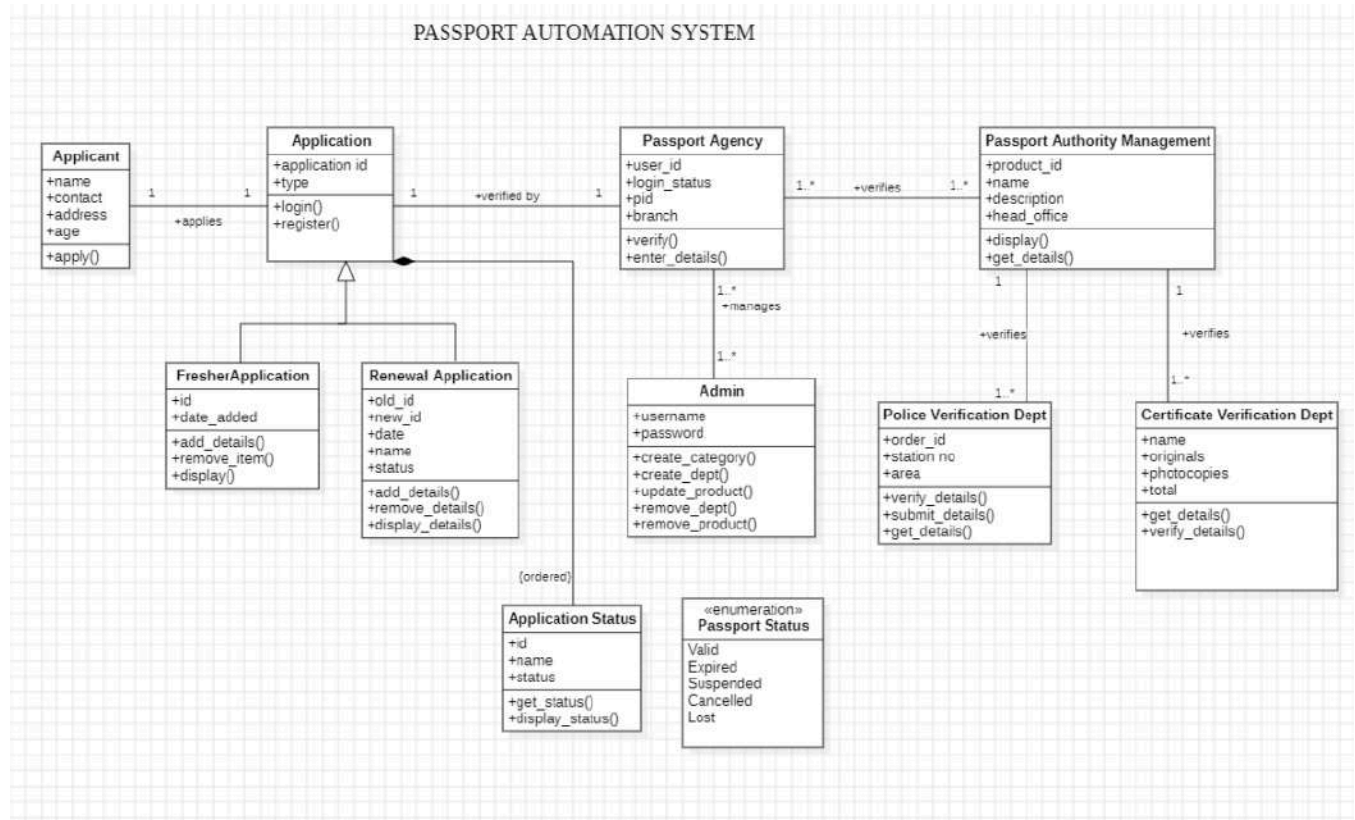 PASSPORT AUTOMATION SYSTEM
Applicant
+name
+contact
+address
+age
+apply()
1
1
+applies
Application
+application id
+type
+login()
+register()
1
1
+verified by
Passport Agency
+user_id
+login_status
+pid
+branch
+verify()
+enter_details()
1..*
1..*
+verifies
Passport Authority Management
+product_id
+name
+description
+head_office
+display()
+get_details()
1..*
+manages
1..*
1
+verifies
1..*
1
+verifies
1..*
FresherApplication
+id
+date_added
+add_details()
+remove_item()
+display()
Renewal Application
+old_id
+new_id
+date
+name
+status
+add_details()
+remove_details()
+display_details()
Admin
+username
+password
+create_category()
+create_dept()
+update_product()
+remove_dept()
+remove_product()
Police Verification Dept
+order_id
+station no
+area
+verify_details()
+submit_details()
+get_details()
Certificate Verification Dept
+name
+originals
+photocopies
+total
+get_details()
+verify_details()
{ordered}
Application Status
+id
+name
+status
+get_status()
+display_status()
«enumeration»
Passport Status
Valid
Expired
Suspended
Cancelled
Lost